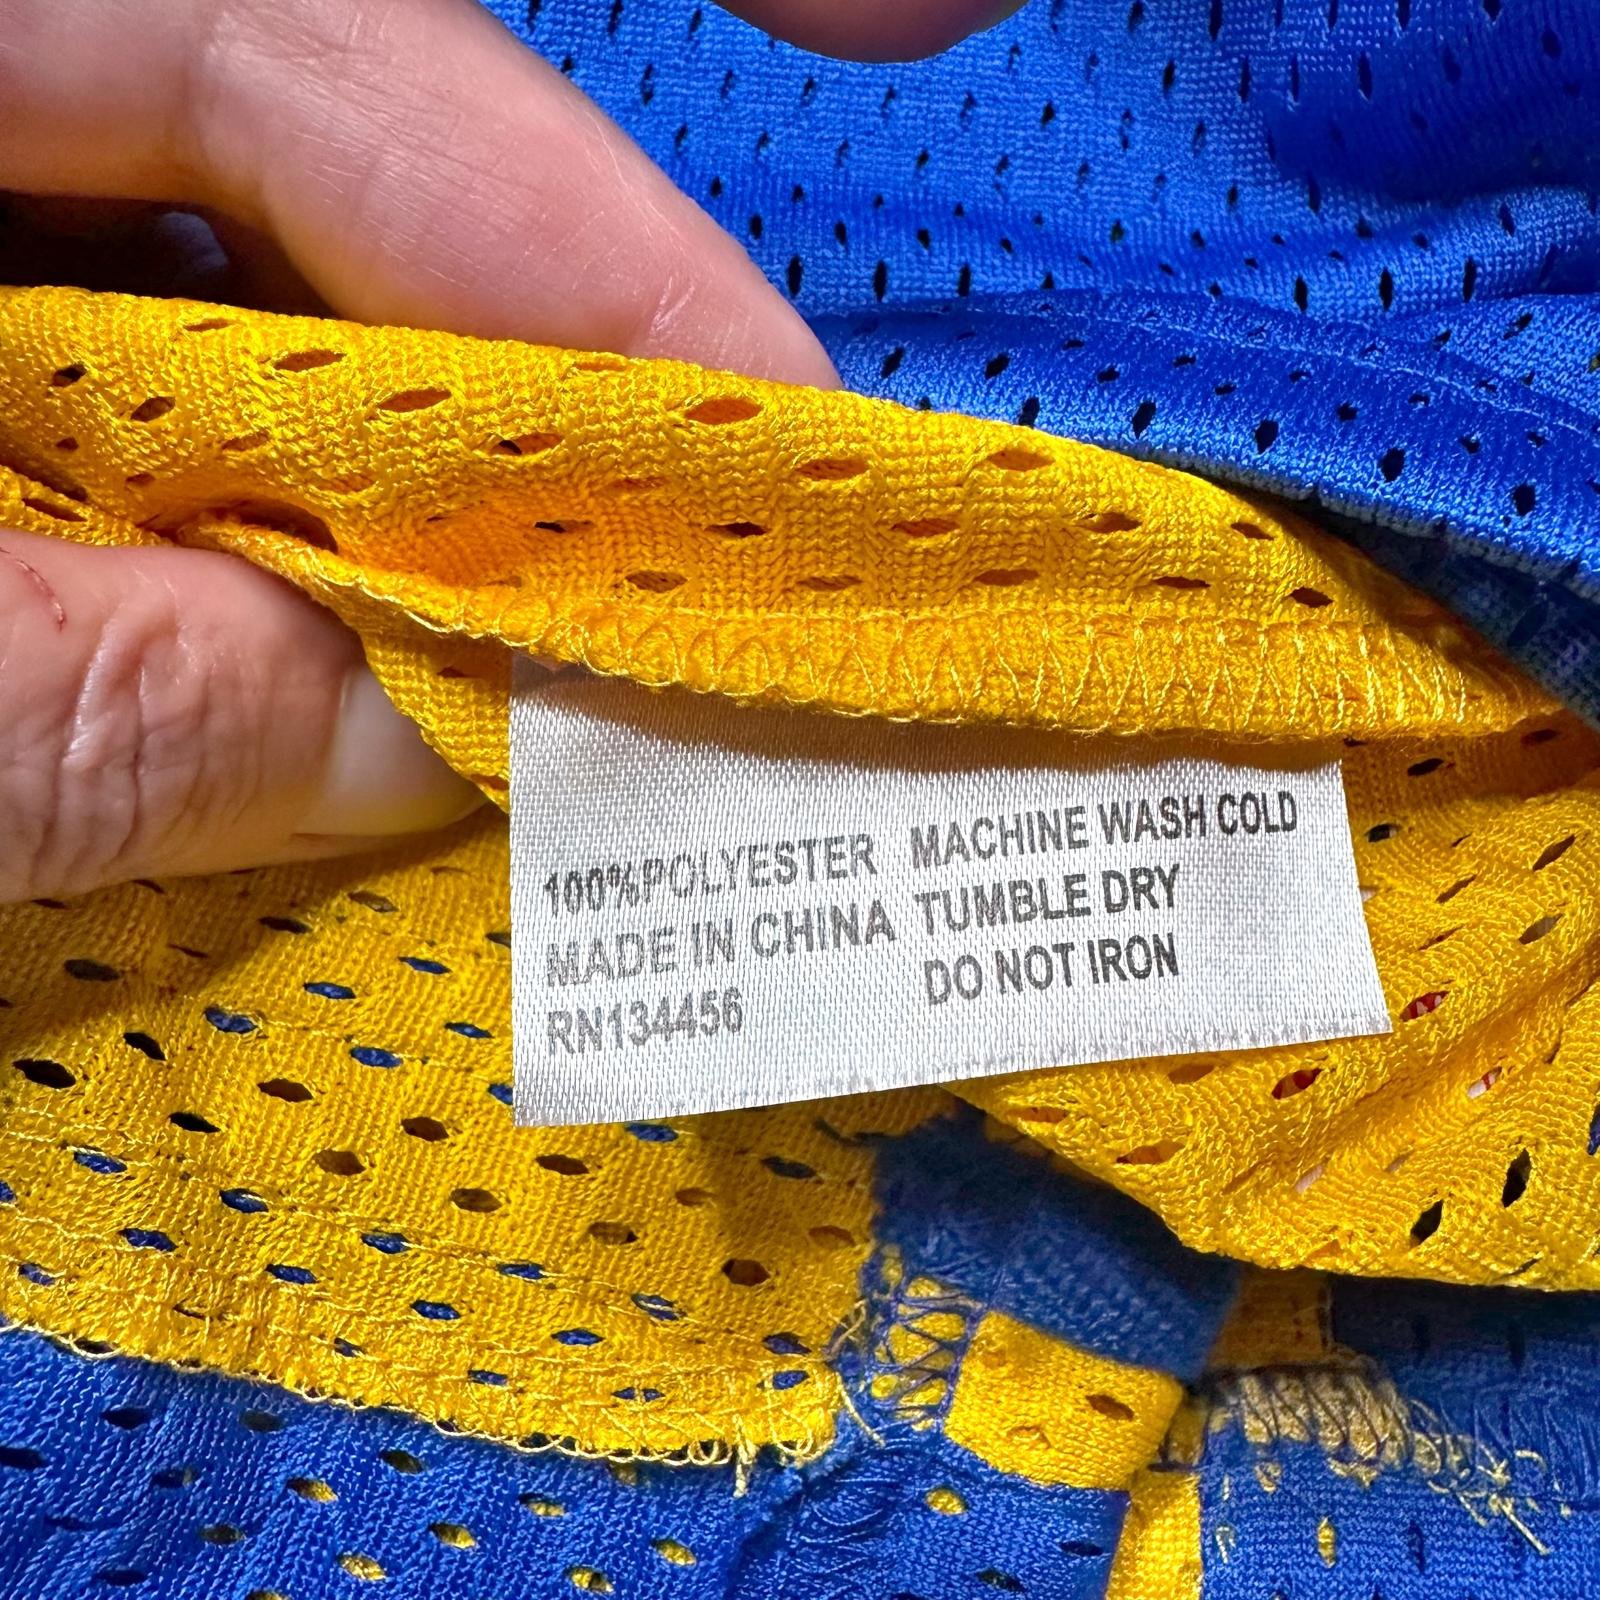 100%POLYESTER
MADE IN CHINA
RN134456
MACHINE WASH COLD
TUMBLE DRY
DO NOT IRON